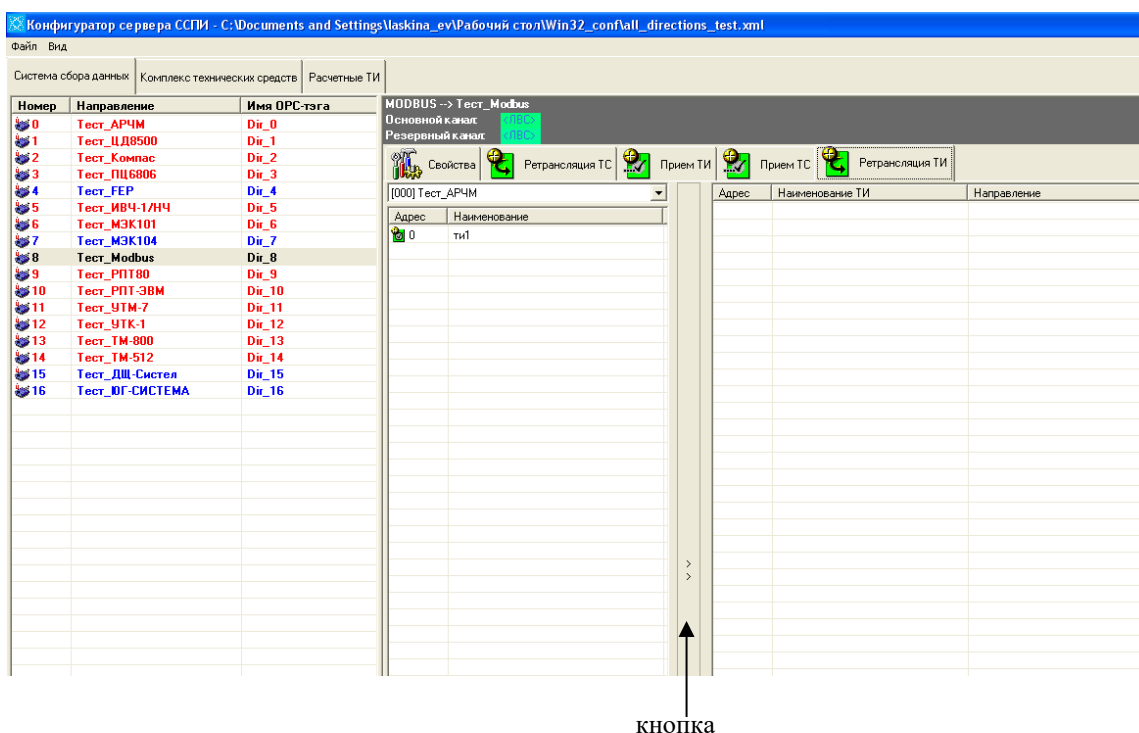 Конфигуратор сервера ССПИ - C:\Documents and Settings\laskina_ev\Рабочий стол\Win32_conf\all_directions_test.xml
Файл Вид
Система сбора данных Комплекс технических средств Расчетные ТИ
Номер Направление Имя OPC-тэга
0 Тест_АРЧМ Dir_0
1 Тест_ЦД8500 Dir_1
2 Тест_Компас Dir_2
3 Тест_ПЦ6806 Dir_3
4 Тест_FEP Dir_4
5 Тест_ИВЧ-1/НЧ Dir_5
6 Тест_МЭК101 Dir_6
7 Тест_МЭК104 Dir_7
8 Тест_Modbus Dir_8
9 Тест_РПТ80 Dir_9
10 Тест_РПТ-ЭВМ Dir_10
11 Тест_УТМ-7 Dir_11
12 Тест_УТК-1 Dir_12
13 Тест_ТМ-800 Dir_13
14 Тест_ТМ-512 Dir_14
15 Тест_ДЩ-Систел Dir_15
16 Тест_ЮГ-СИСТЕМА Dir_16
MODBUS --> Тест_Modbus
Основной канал: <ЛВС>
Резервный канал: <ЛВС>
Свойства Ретрансляция ТС Прием ТИ Прием ТС Ретрансляция ТИ
[000] Тест_АРЧМ
Адрес Наименование
0 ти1
>
>
Адрес Наименование ТИ Направление
кнопка